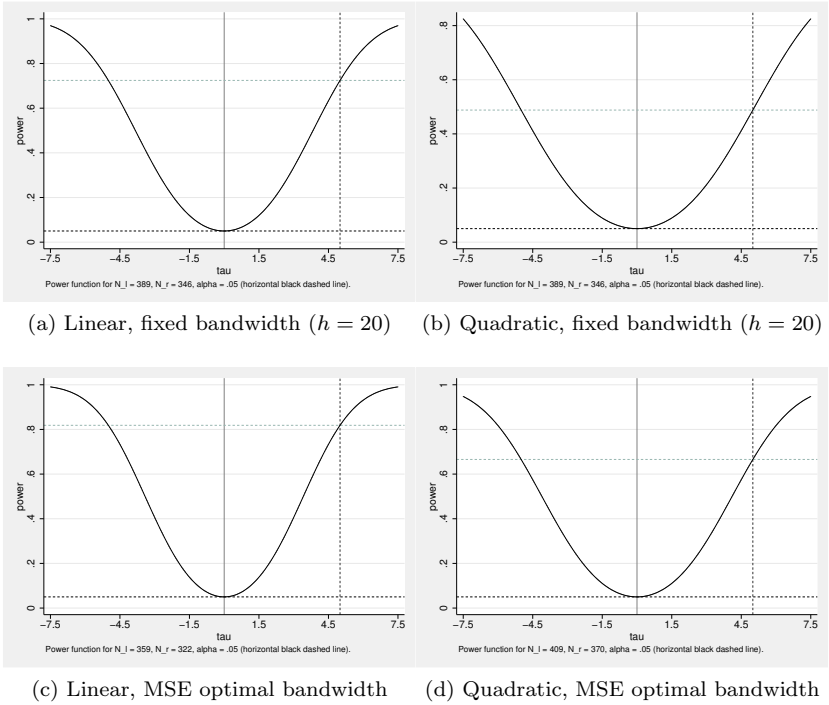 1
.8
.6
.4
.2
0
power
−7.5 −4.5 −1.5 1.5 4.5 7.5
tau
Power function for N_l = 389, N_r = 346, alpha = .05 (horizontal black dashed line).
(a) Linear, fixed bandwidth (h = 20)
.8
.6
.4
.2
0
power
−7.5 −4.5 −1.5 1.5 4.5 7.5
tau
Power function for N_l = 389, N_r = 346, alpha = .05 (horizontal black dashed line).
(b) Quadratic, fixed bandwidth (h = 20)
1
.8
.6
.4
.2
0
power
−7.5 −4.5 −1.5 1.5 4.5 7.5
tau
Power function for N_l = 359, N_r = 322, alpha = .05 (horizontal black dashed line).
(c) Linear, MSE optimal bandwidth
1
.8
.6
.4
.2
0
power
−7.5 −4.5 −1.5 1.5 4.5 7.5
tau
Power function for N_l = 409, N_r = 370, alpha = .05 (horizontal black dashed line).
(d) Quadratic, MSE optimal bandwidth